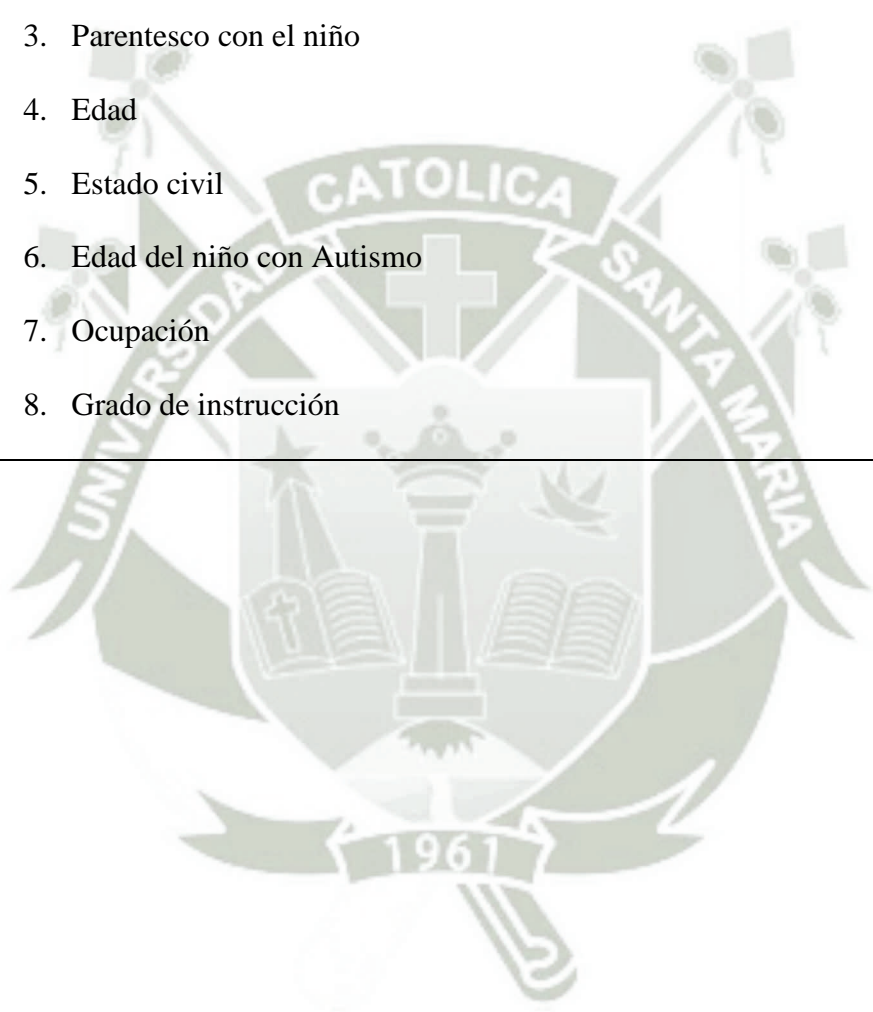 3. Parentesco con el niño
4. Edad
5. Estado civil
6. Edad del niño con Autismo
7. Ocupación
8. Grado de instrucción
UNIVERSIDAD CATOLICA SANTA MARIA
1961